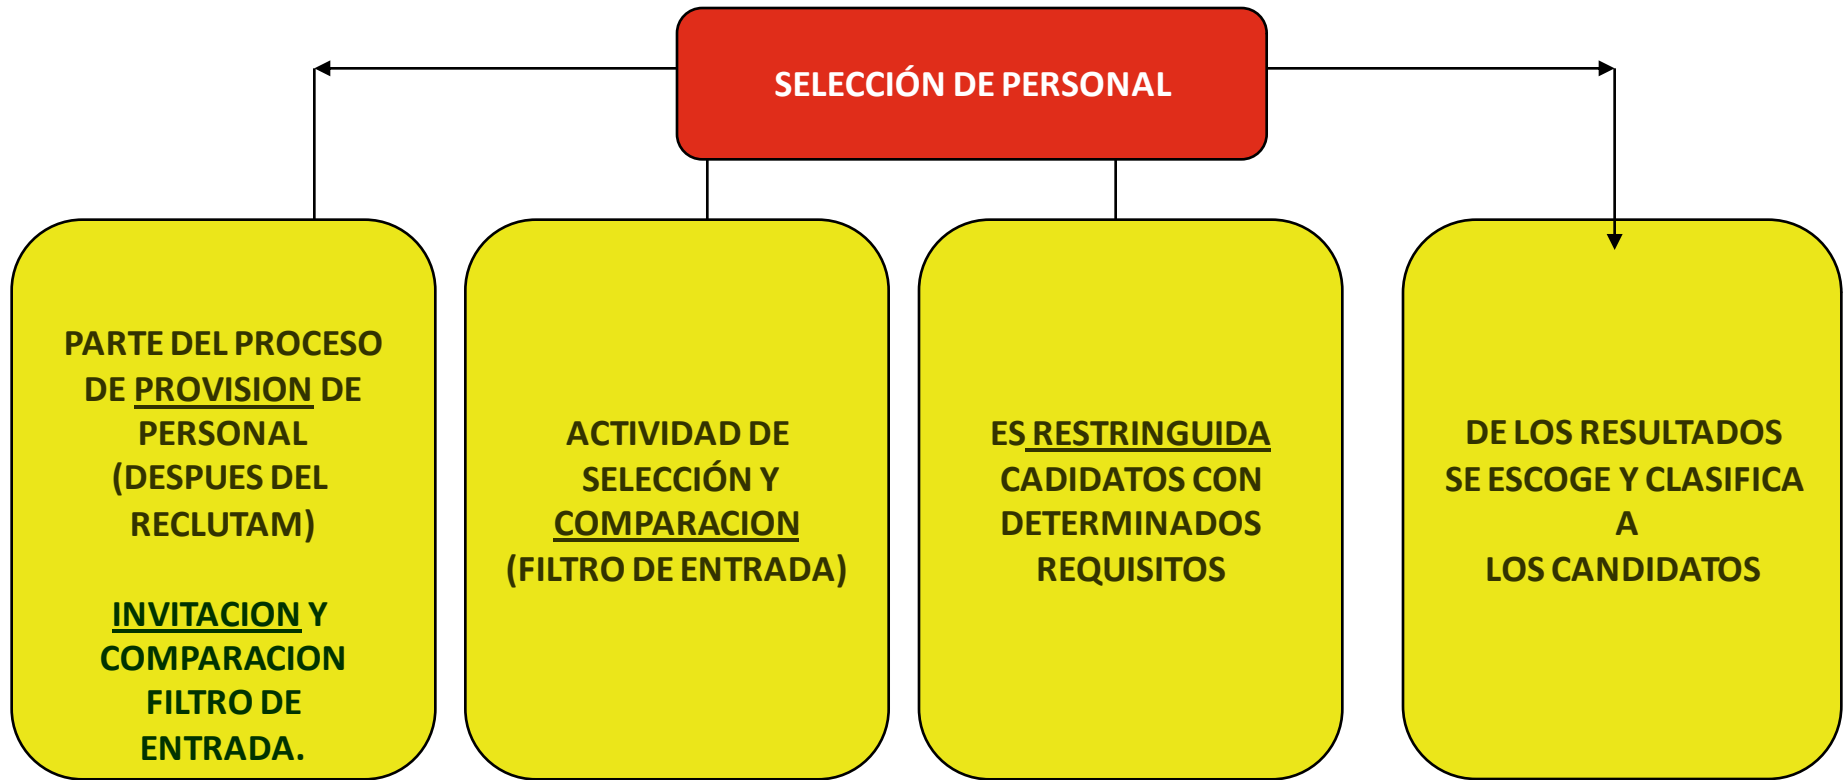 SELECCIÓN DE PERSONAL
PARTE DEL PROCESO
DE PROVISION DE
PERSONAL
(DESPUES DEL
RECLUTAM)
INVITACION Y
COMPARACION
FILTRO DE
ENTRADA.
ACTIVIDAD DE
SELECCIÓN Y
COMPARACION
(FILTRO DE ENTRADA)
ES RESTRINGUIDA
CADIDATOS CON
DETERMINADOS
REQUISITOS
DE LOS RESULTADOS
SE ESCOGE Y CLASIFICA
A
LOS CANDIDATOS